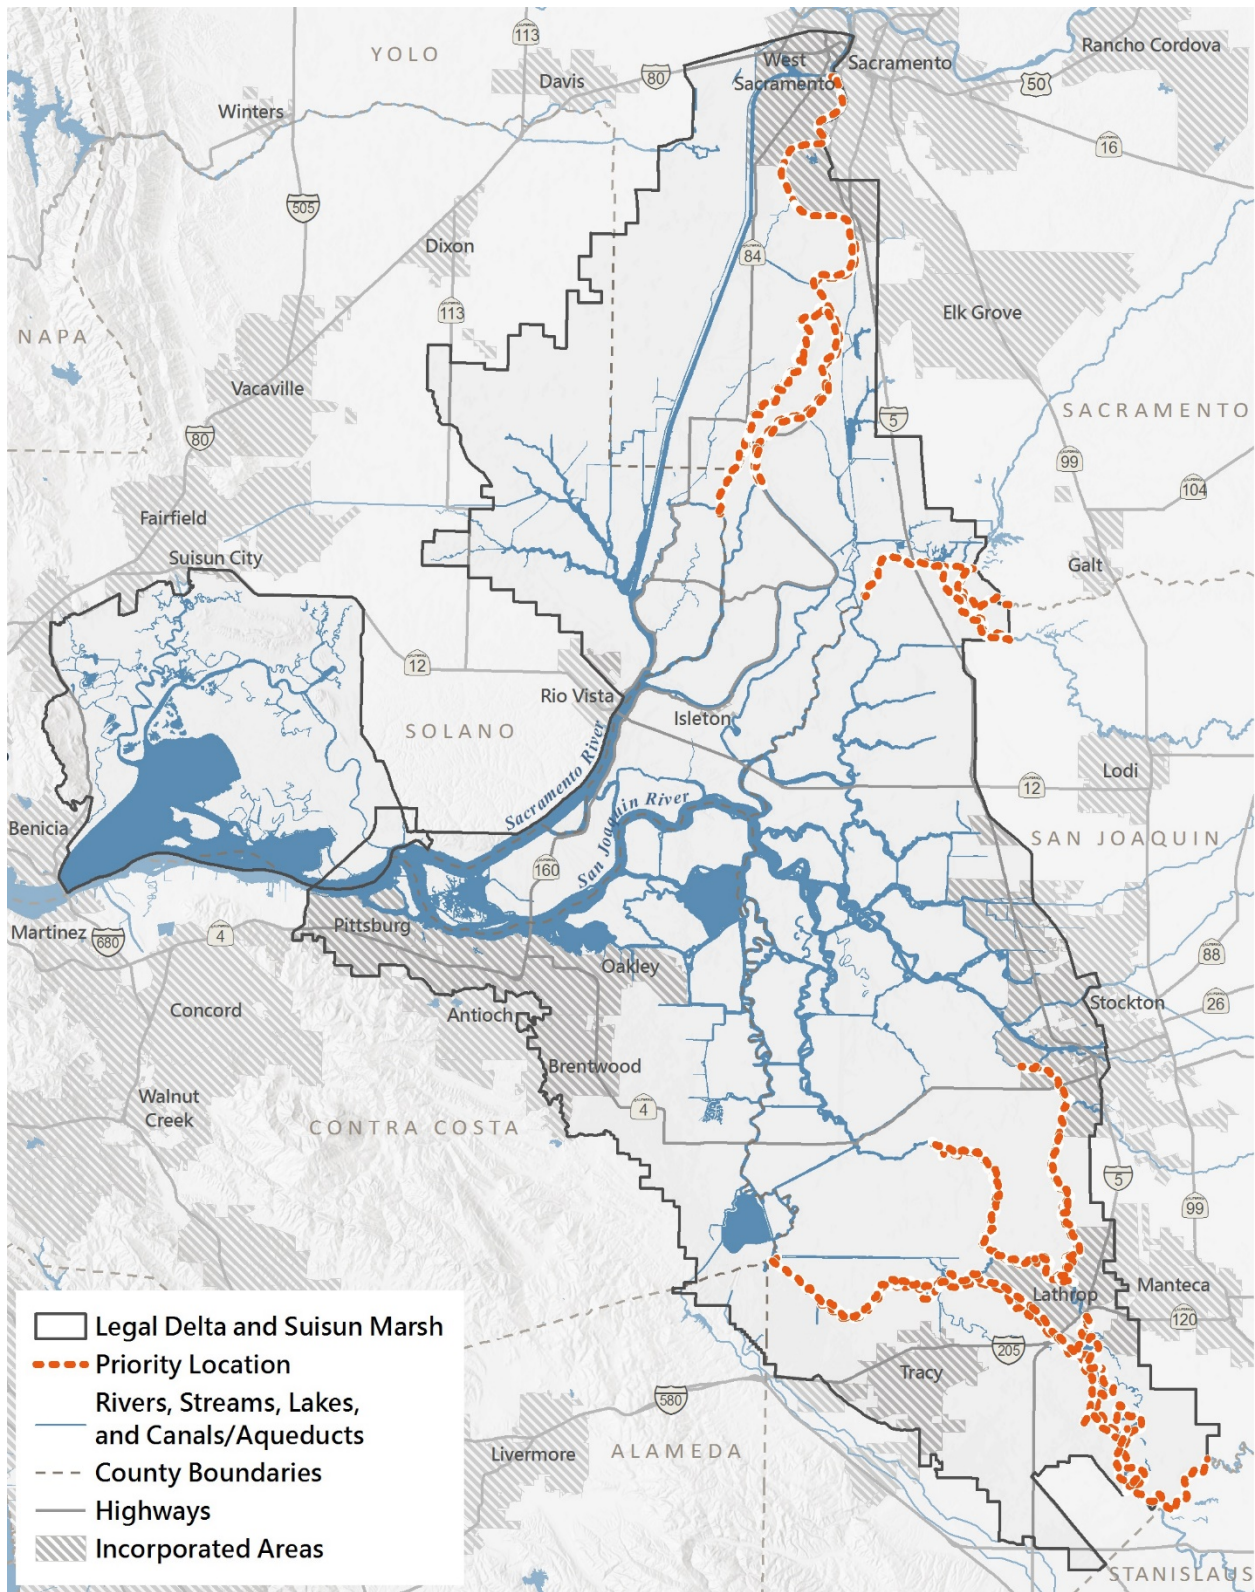 113
YOLO
Rancho Cordova
West
Sacramento
Sacramento
Davis
80
50
Winters
16
505
Dixon
84
113
Elk Grove
NAPA
Vacaville
SACRAMENTO
5
80
99
104
Fairfield
Suisun City
Galt
12
Rio Vista
Isleton
SOLANO
Sacramento River
Lodi
12
San Joaquin River
Benicia
SAN JOAQUIN
160
Martinez
680
4
Pittsburg
88
Oakley
Concord
Antioch
Stockton
26
Brentwood
Walnut
Creek
4
CONTRA COSTA
5
99
Manteca
Lathrop
120
205
Tracy
580
Livermore
ALAMEDA
STANISLAUS
Legal Delta and Suisun Marsh
Priority Location
Rivers, Streams, Lakes,
and Canals/Aqueducts
County Boundaries
Highways
Incorporated Areas